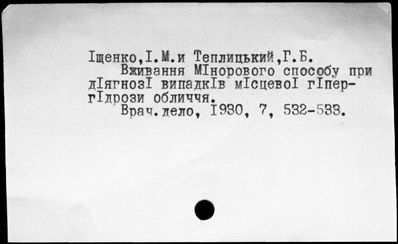 Іщенко,І.М.и Теплицький,Г.Б.
Вживання Мінорового способу при
діягнозі випадків місцевої гіпер-
гідрози обличчя.
Врач.дело, 1930, 7, 532-533.